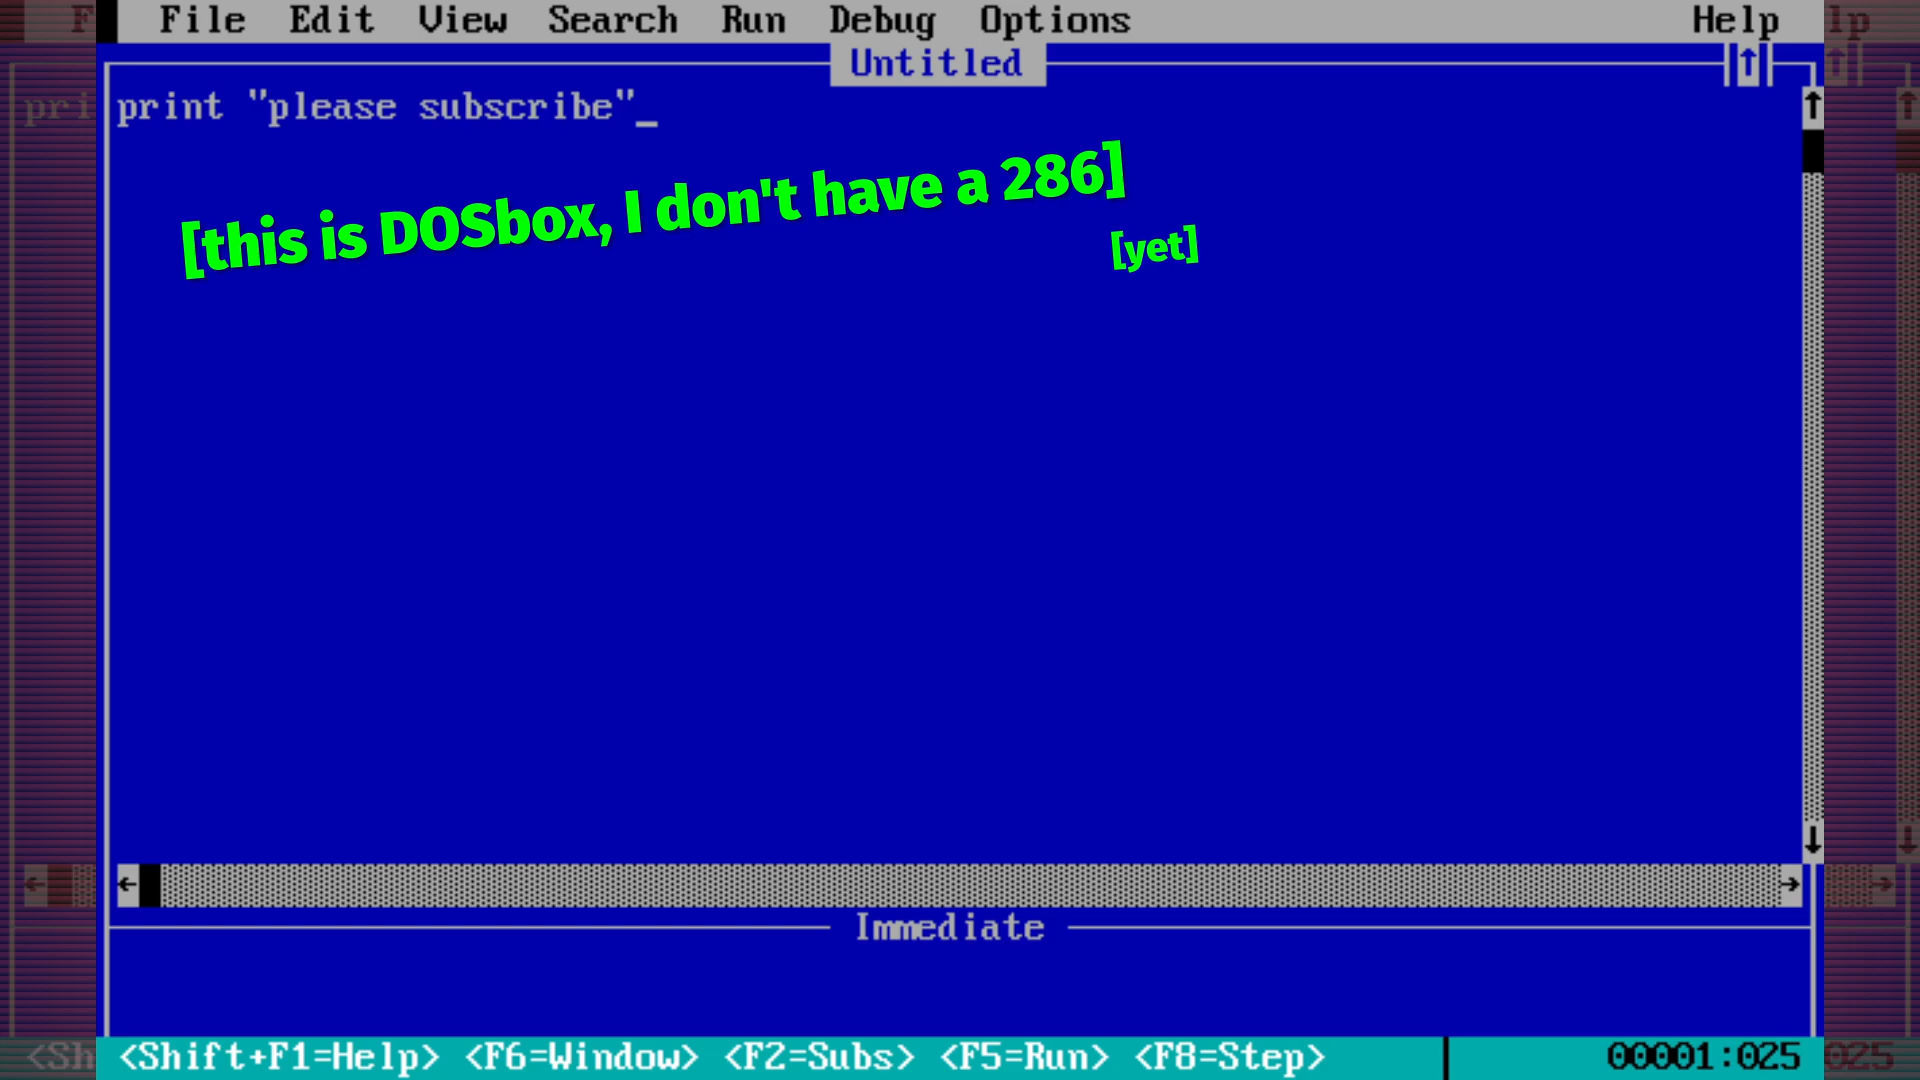 File Edit View Search Run Debug Options Help
Untitled
print "please subscribe"_
[this is DOSbox, I don't have a 286]
[yet]
Immediate
<Shift+F1=Help> <F6=Window> <F2=Subs> <F5=Run> <F8=Step> 00001:025